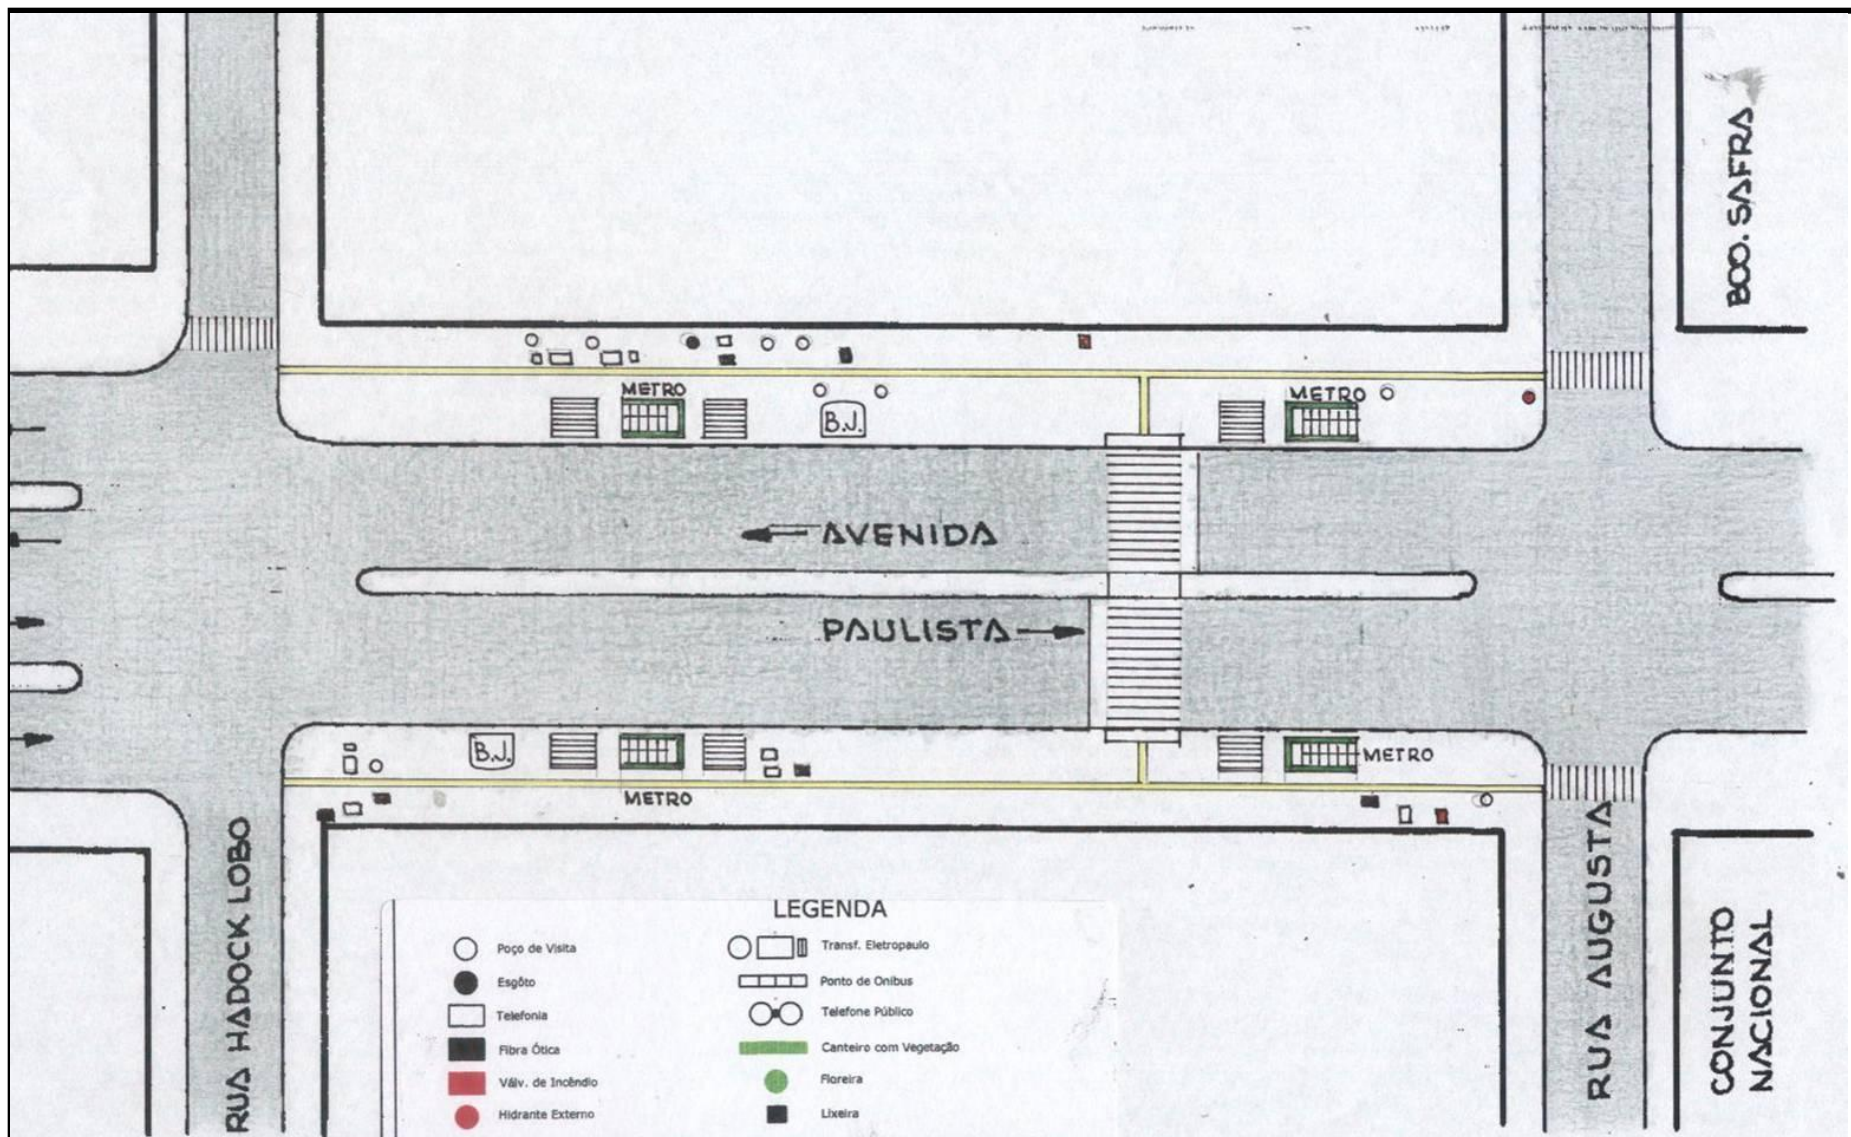 BOO. SAFRA
METRO
METRO
B.J.
AVENIDA
PAULISTA
B.J.
METRO
METRO
RUA HADOCK LOBO
RUA AUGUSTA
CONJUNTO
NACIONAL
LEGENDA
Poço de Visita
Esgôto
Telefonia
Fibra Ótica
Válv. de Incêndio
Hidrante Externo
Transf. Eletropaulo
Ponto de Onibus
Telefone Público
Canteiro com Vegetação
Floreira
Lixeira